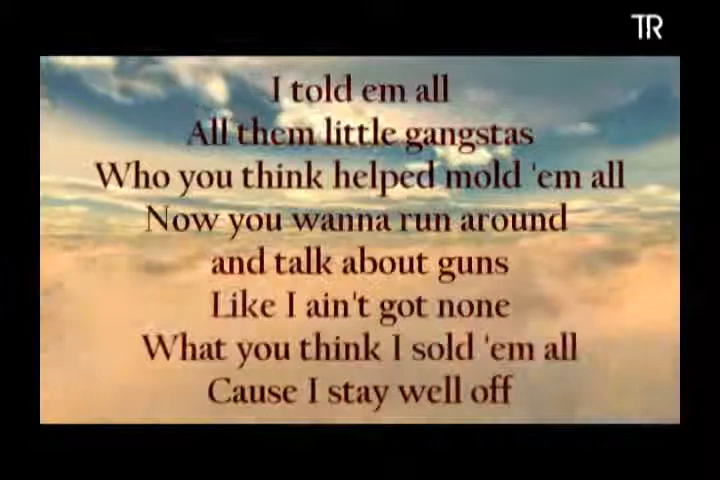 TR
I told em all
All them little gangstas
Who you think helped mold 'em all
Now you wanna run around
and talk about guns
Like I ain't got none
What you think I sold 'em all
Cause I stay well off